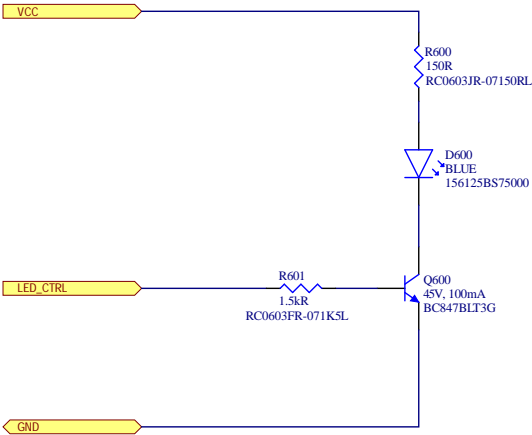 VCC
R600
150R
RC0603JR-07150RL
D600
BLUE
156125BS75000
LED_CTRL
R601
1.5kR
RC0603FR-071K5L
Q600
45V, 100mA
BC847BLT3G
GND